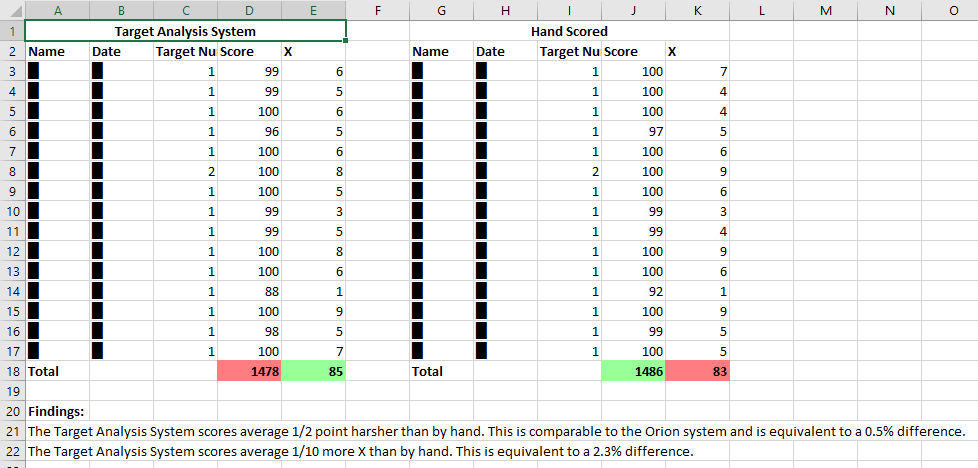 A B C D E F G H I J K L M N O
1 Target Analysis System Hand Scored
2 Name Date Target Nu Score X Name Date Target Nu Score X
3 1 99 6 1 100 7
4 1 99 5 1 100 4
5 1 100 6 1 100 4
6 1 96 5 1 97 5
7 1 100 6 1 100 6
8 2 100 8 2 100 9
9 1 100 5 1 100 6
10 1 99 3 1 99 3
11 1 99 5 1 99 4
12 1 100 8 1 100 9
13 1 100 6 1 100 6
14 1 88 1 1 92 1
15 1 100 9 1 100 9
16 1 98 5 1 99 5
17 1 100 7 1 100 5
18 Total 1478 85 Total 1486 83
19
20 Findings:
21 The Target Analysis System scores average 1/2 point harsher than by hand. This is comparable to the Orion system and is equivalent to a 0.5% difference.
22 The Target Analysis System scores average 1/10 more X than by hand. This is equivalent to a 2.3% difference.